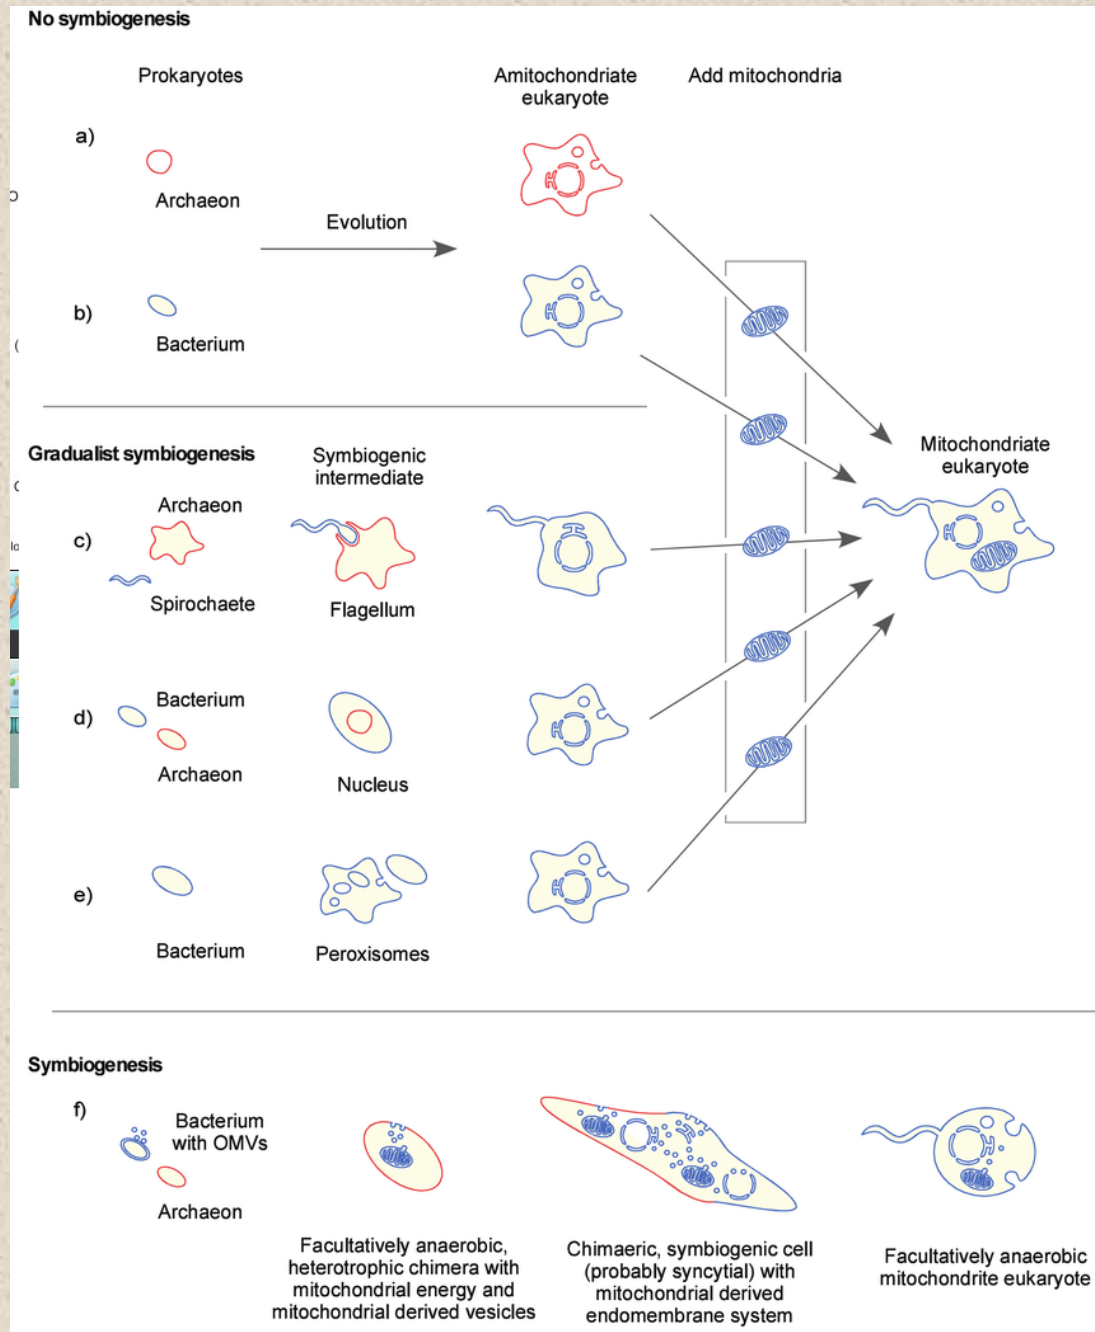 No symbiogenesis
Prokaryotes
Amitochondriate
eukaryote
Add mitochondria
a)
Archaeon
Evolution
b)
Bacterium
Gradualist symbiogenesis
Symbiogenic
intermediate
Mitochondriate
eukaryote
Archaeon
c)
Spirochaete
Flagellum
Bacterium
d)
Archaeon
Nucleus
e)
Bacterium
Peroxisomes
Symbiogenesis
f)
Bacterium
with OMVs
Archaeon
Facultatively anaerobic,
heterotrophic chimera with
mitochondrial energy and
mitochondrial derived vesicles
Chimaeric, symbiogenic cell
(probably syncytial) with
mitochondrial derived
endomembrane system
Facultatively anaerobic
mitochondrite eukaryote